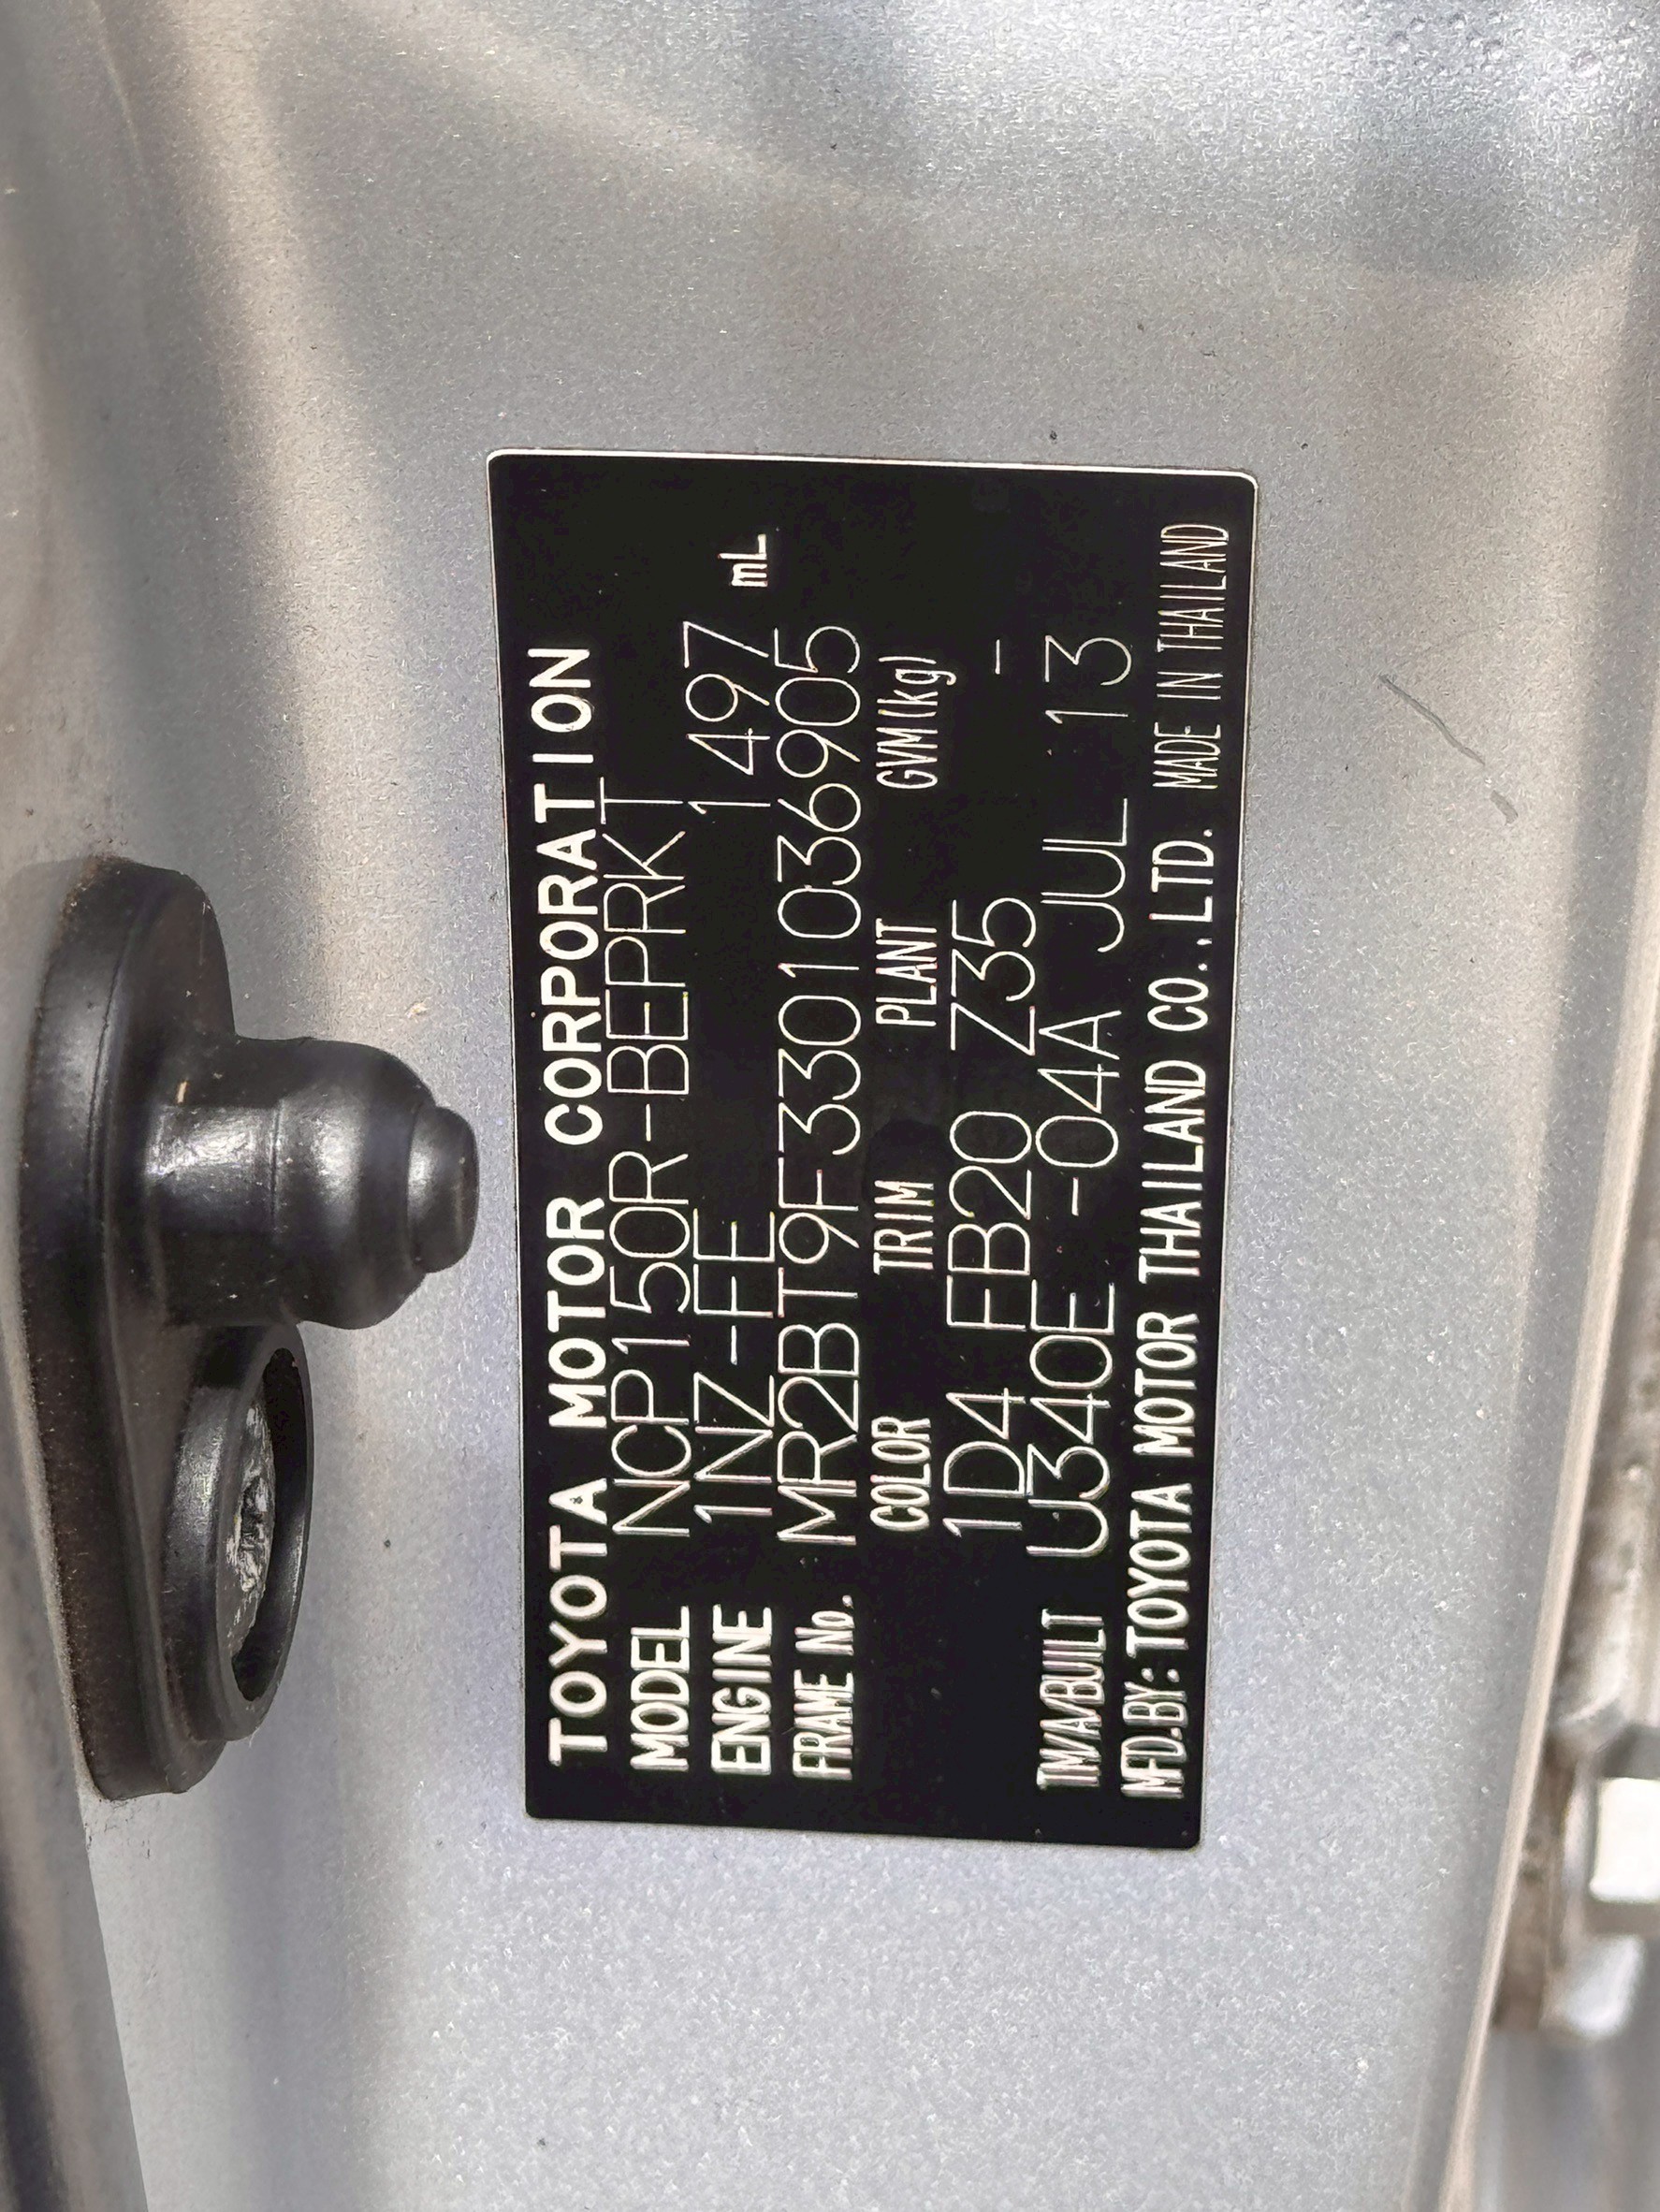 TOYOTA MOTOR CORPORATION
MODEL NCP150R-BEPRKT
ENGINE 1NZ-FE 1497 mL
FRAME No. MR2BT9F3301036905
COLOR TRIM PLANT GVM(kg)
1D4 FB20 Z35 -
TM/A/BUILT U340E -04A JUL 13
MFD.BY:TOYOTA MOTOR THAILAND CO.,LTD. MADE IN THAILAND